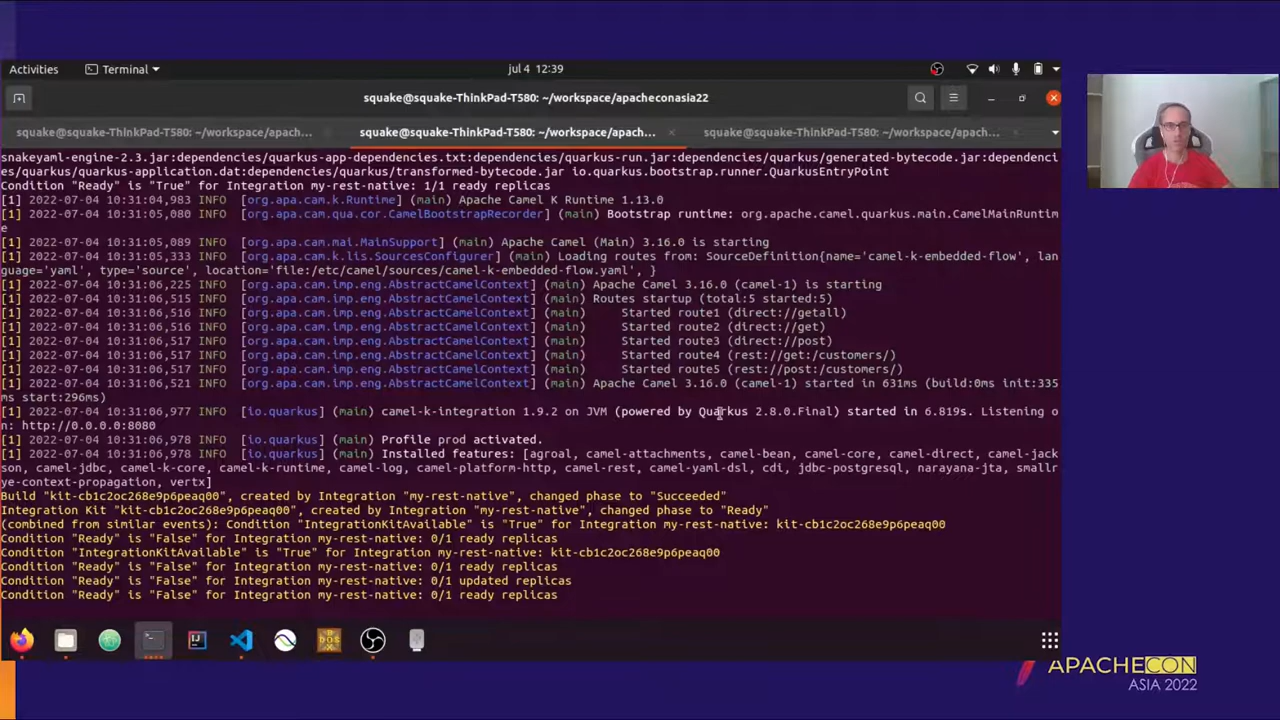 Activities
Terminal
jul 4 12:39
squake@squake-ThinkPad-T580: ~/workspace/apacheconasia22
squake@squake-ThinkPad-T580: ~/workspace/apach...
squake@squake-ThinkPad-T580: ~/workspace/apach...
squake@squake-ThinkPad-T580: ~/workspace/apach...
snakeyaml-engine-2.3.jar:dependencies/quarkus-app-dependencies.txt:dependencies/quarkus-run.jar:dependencies/quarkus/generated-bytecode.jar:dependenci
es/quarkus/quarkus-application.dat:dependencies/quarkus/transformed-bytecode.jar io.quarkus.bootstrap.runner.QuarkusEntryPoint
Condition "Ready" is "True" for Integration my-rest-native: 1/1 ready replicas
[1] 2022-07-04 10:31:04,983 INFO  [org.apa.cam.k.Runtime] (main) Apache Camel K Runtime 1.13.0
[1] 2022-07-04 10:31:05,080 INFO  [org.apa.cam.qua.cor.CamelBootstrapRecorder] (main) Bootstrap runtime: org.apache.camel.quarkus.main.CamelMainRuntim
e
[1] 2022-07-04 10:31:05,089 INFO  [org.apa.cam.mai.MainSupport] (main) Apache Camel (Main) 3.16.0 is starting
[1] 2022-07-04 10:31:05,333 INFO  [org.apa.cam.k.lis.SourcesConfigurer] (main) Loading routes from: SourceDefinition{name='camel-k-embedded-flow', lan
guage='yaml', type='source', location='file:/etc/camel/sources/camel-k-embedded-flow.yaml', }
[1] 2022-07-04 10:31:06,225 INFO  [org.apa.cam.imp.eng.AbstractCamelContext] (main) Apache Camel 3.16.0 (camel-1) is starting
[1] 2022-07-04 10:31:06,515 INFO  [org.apa.cam.imp.eng.AbstractCamelContext] (main) Routes startup (total:5 started:5)
[1] 2022-07-04 10:31:06,516 INFO  [org.apa.cam.imp.eng.AbstractCamelContext] (main)     Started route1 (direct://getall)
[1] 2022-07-04 10:31:06,516 INFO  [org.apa.cam.imp.eng.AbstractCamelContext] (main)     Started route2 (direct://get)
[1] 2022-07-04 10:31:06,517 INFO  [org.apa.cam.imp.eng.AbstractCamelContext] (main)     Started route3 (direct://post)
[1] 2022-07-04 10:31:06,517 INFO  [org.apa.cam.imp.eng.AbstractCamelContext] (main)     Started route4 (rest://get:/customers/)
[1] 2022-07-04 10:31:06,517 INFO  [org.apa.cam.imp.eng.AbstractCamelContext] (main)     Started route5 (rest://post:/customers/)
[1] 2022-07-04 10:31:06,521 INFO  [org.apa.cam.imp.eng.AbstractCamelContext] (main) Apache Camel 3.16.0 (camel-1) started in 631ms (build:0ms init:335
ms start:296ms)
[1] 2022-07-04 10:31:06,977 INFO  [io.quarkus] (main) camel-k-integration 1.9.2 on JVM (powered by Quarkus 2.8.0.Final) started in 6.819s. Listening o
n: http://0.0.0.0:8080
[1] 2022-07-04 10:31:06,978 INFO  [io.quarkus] (main) Profile prod activated.
[1] 2022-07-04 10:31:06,978 INFO  [io.quarkus] (main) Installed features: [agroal, camel-attachments, camel-bean, camel-core, camel-direct, camel-jack
son, camel-jdbc, camel-k-core, camel-k-runtime, camel-log, camel-platform-http, camel-rest, camel-yaml-dsl, cdi, jdbc-postgresql, narayana-jta, smallr
ye-context-propagation, vertx]
Build "kit-cb1c2oc268e9p6peaq00", created by Integration "my-rest-native", changed phase to "Succeeded"
Integration Kit "kit-cb1c2oc268e9p6peaq00", created by Integration "my-rest-native", changed phase to "Ready"
(combined from similar events): Condition "IntegrationKitAvailable" is "True" for Integration my-rest-native: kit-cb1c2oc268e9p6peaq00
Condition "Ready" is "False" for Integration my-rest-native: 0/1 ready replicas
Condition "IntegrationKitAvailable" is "True" for Integration my-rest-native: kit-cb1c2oc268e9p6peaq00
Condition "Ready" is "False" for Integration my-rest-native: 0/1 ready replicas
Condition "Ready" is "False" for Integration my-rest-native: 0/1 updated replicas
Condition "Ready" is "False" for Integration my-rest-native: 0/1 ready replicas
APACHECON
ASIA 2022